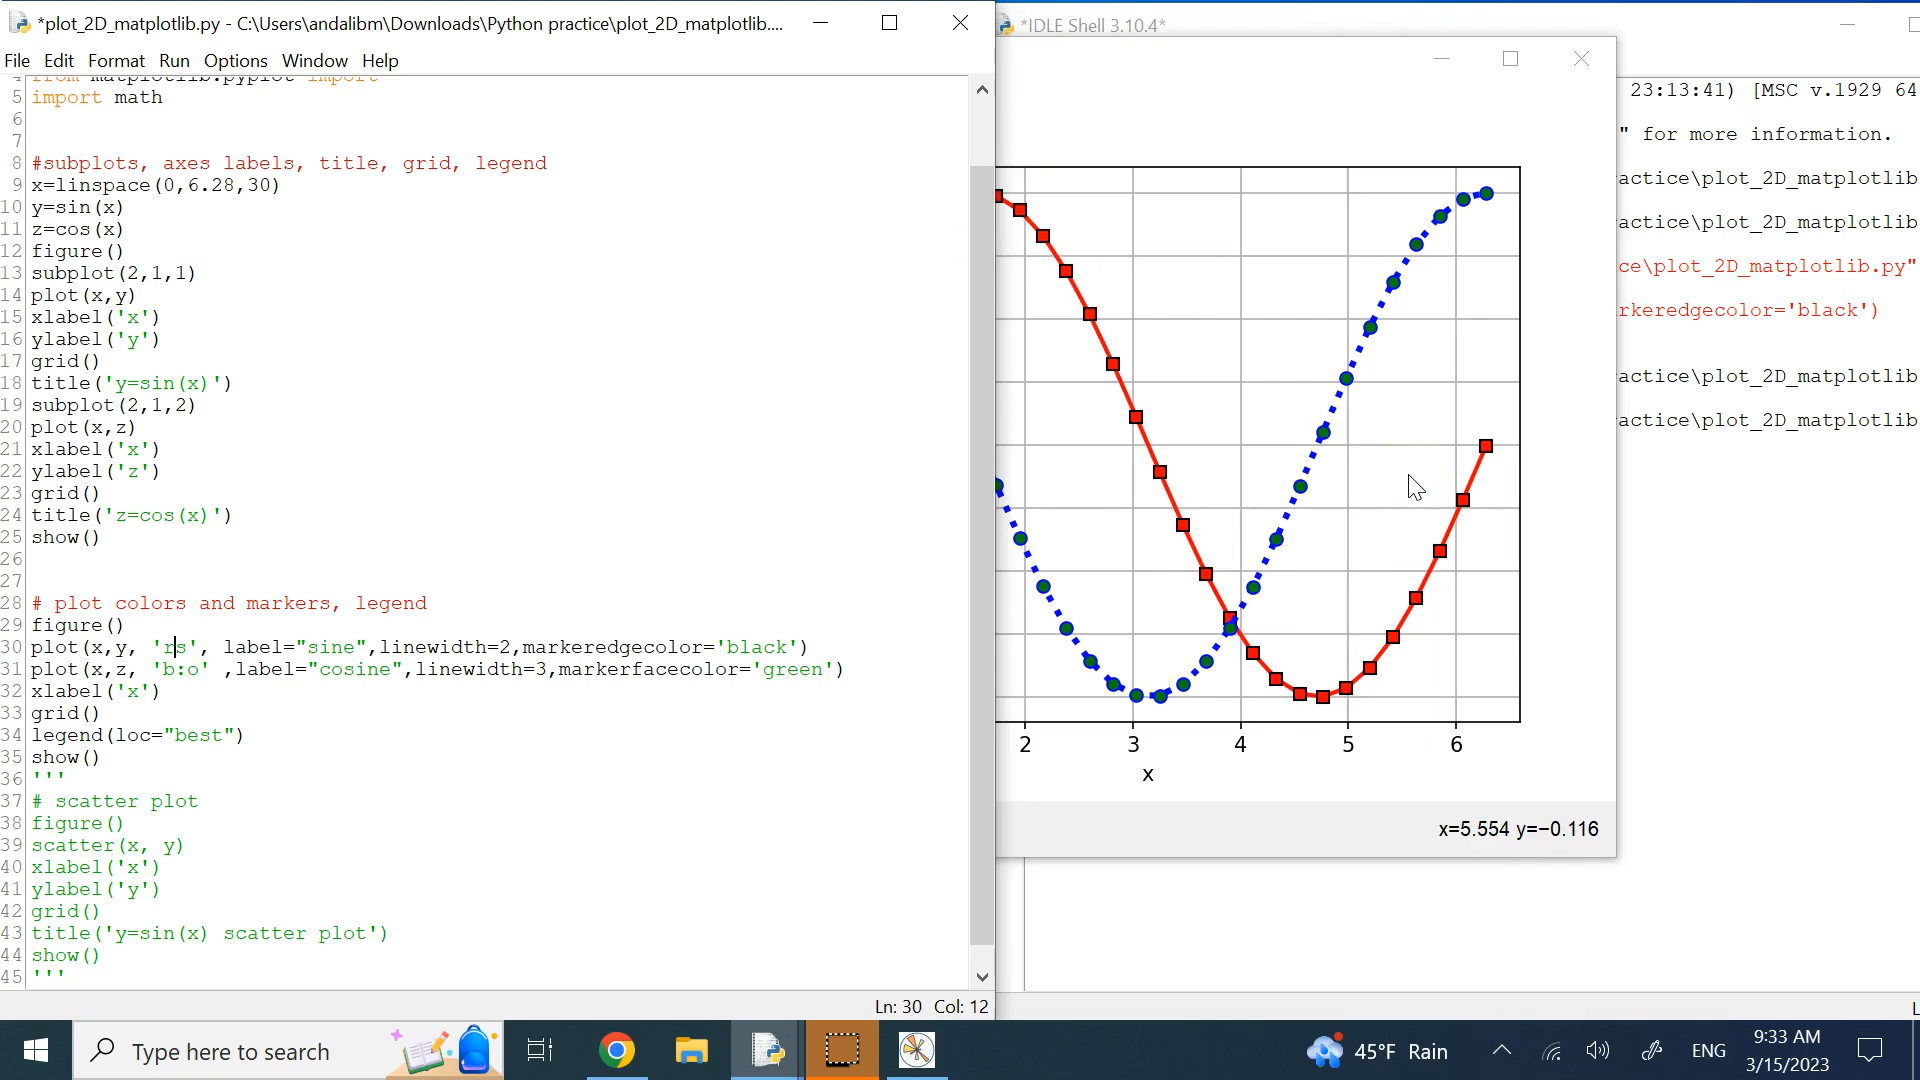 *plot_2D_matplotlib.py - C:\Users\andalibm\Downloads\Python practice\plot_2D_matplotlib....
File Edit Format Run Options Window Help
4 from matplotlib.pyplot import
5 import math
6
7
8 #subplots, axes labels, title, grid, legend
9 x=linspace(0,6.28,30)
10 y=sin(x)
11 z=cos(x)
12 figure()
13 subplot(2,1,1)
14 plot(x,y)
15 xlabel('x')
16 ylabel('y')
17 grid()
18 title('y=sin(x)')
19 subplot(2,1,2)
20 plot(x,z)
21 xlabel('x')
22 ylabel('z')
23 grid()
24 title('z=cos(x)')
25 show()
26
27
28 # plot colors and markers, legend
29 figure()
30 plot(x,y, 'rs', label="sine",linewidth=2,markeredgecolor='black')
31 plot(x,z, 'b:o' ,label="cosine",linewidth=3,markerfacecolor='green')
32 xlabel('x')
33 grid()
34 legend(loc="best")
35 show()
36 '''
37 # scatter plot
38 figure()
39 scatter(x, y)
40 xlabel('x')
41 ylabel('y')
42 grid()
43 title('y=sin(x) scatter plot')
44 show()
45 '''
Ln: 30 Col: 12
*IDLE Shell 3.10.4*
23:13:41) [MSC v.1929 64
" for more information.
actice\plot_2D_matplotlib
actice\plot_2D_matplotlib
ce\plot_2D_matplotlib.py"
rkeredgecolor='black')
actice\plot_2D_matplotlib
actice\plot_2D_matplotlib
2 3 4 5 6
x
x=5.554 y=−0.116
Type here to search
45°F Rain
ENG
9:33 AM
3/15/2023